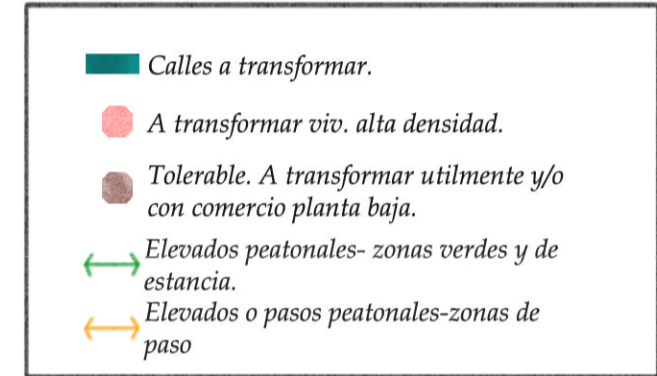 Calles a transformar.
A transformar viv. alta densidad.
Tolerable. A transformar utilmente y/o
con comercio planta baja.
Elevados peatonales- zonas verdes y de
estancia.
Elevados o pasos peatonales-zonas de
paso